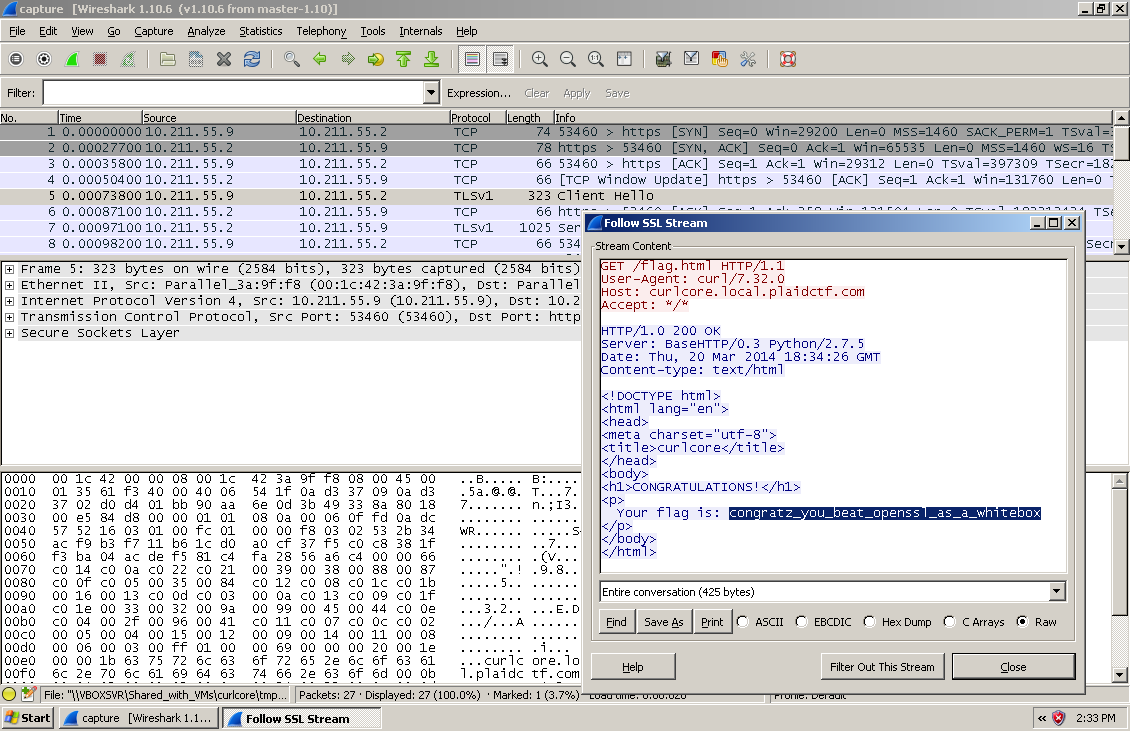 capture [Wireshark 1.10.6 (v1.10.6 from master-1.10)]
File Edit View Go Capture Analyze Statistics Telephony Tools Internals Help
Filter: Expression... Clear Apply Save
No. Time Source Destination Protocol Length Info
1 0.00000000 10.211.55.9 10.211.55.2 TCP 74 53460 > https [SYN] Seq=0 Win=29200 Len=0 MSS=1460 SACK_PERM=1 TSval=
2 0.00027700 10.211.55.2 10.211.55.9 TCP 78 https > 53460 [SYN, ACK] Seq=0 Ack=1 Win=65535 Len=0 MSS=1460 WS=16 T
3 0.00035800 10.211.55.9 10.211.55.2 TCP 66 53460 > https [ACK] Seq=1 Ack=1 Win=29312 Len=0 TSval=397309 TSecr=18
4 0.00050400 10.211.55.2 10.211.55.9 TCP 66 [TCP Window Update] https > 53460 [ACK] Seq=1 Ack=1 Win=131760 Len=0
5 0.00073800 10.211.55.9 10.211.55.2 TLSv1 323 Client Hello
6 0.00087100 10.211.55.2 10.211.55.9 TCP 66
7 0.00097100 10.211.55.2 10.211.55.9 TLSv1 1025 Ser
8 0.00098200 10.211.55.9 10.211.55.2 TCP 66 534
Frame 5: 323 bytes on wire (2584 bits), 323 bytes captured (2584 bits)
Ethernet II, Src: Parallel_3a:9f:f8 (00:1c:42:3a:9f:f8), Dst: Parallel
Internet Protocol Version 4, Src: 10.211.55.9 (10.211.55.9), Dst: 10.2
Transmission Control Protocol, Src Port: 53460 (53460), Dst Port: http
Secure Sockets Layer
0000 00 1c 42 00 00 08 00 1c 42 3a 9f f8 08 00 45 00 ..B..... B:....
0010 01 35 61 f3 40 00 40 06 54 1f 0a d3 37 09 0a d3 .5a.@.@. T...7.
0020 37 02 d0 d4 01 bb 90 aa 6e 0d 3b 49 33 8a 80 18 7....... n.;I3.
0030 00 e5 84 d8 00 00 01 01 08 0a 00 06 0f fd 0a dc
0040 57 52 16 03 01 00 fc 01 00 00 f8 03 03 53 2b 34 WR...... .....S
0050 ac f9 b3 f7 11 b6 1c d0 a0 cf 37 f5 c0 c8 38 1f
0060 f3 ba 04 ac de f5 81 c4 fa 28 56 a6 c4 00 00 66
0070 c0 14 c0 0a c0 22 c0 21 00 39 00 38 00 88 00 87 .....".! .9.8..
0080 c0 0f c0 05 00 35 00 84 c0 12 c0 08 c0 1c c0 1b .....5.. .......
0090 00 16 00 13 c0 0d c0 03 00 0a c0 13 c0 09 c0 1f
00a0 c0 1e 00 33 00 32 00 9a 00 99 00 45 00 44 c0 0e ...3.2.. ...E.D
00b0 c0 04 00 2f 00 96 00 41 c0 11 c0 07 c0 0c c0 02 .../...A .......
00d0 00 05 00 04 00 15 00 12 00 09 00 14 00 11 00 08
00d0 00 06 00 03 00 ff 01 00 00 69 00 00 00 20 00 1e
00e0 00 00 1b 63 75 72 6c 63 6f 72 65 2e 6c 6f 63 61 ...curlc ore.lo
00f0 6c 2e 70 6c 61 69 64 63 74 66 2e 63 6f 6d 00 0b l.plaidc tf.com
Follow SSL Stream
Stream Content
GET /flag.html HTTP/1.1
User-Agent: curl/7.32.0
Host: curlcore.local.plaidctf.com
Accept: */*
HTTP/1.0 200 OK
Server: BaseHTTP/0.3 Python/2.7.5
Date: Thu, 20 Mar 2014 18:34:26 GMT
Content-type: text/html
<!DOCTYPE html>
<html lang="en">
<head>
<meta charset="utf-8">
<title>curlcore</title>
</head>
<body>
<h1>CONGRATULATIONS!</h1>
<p>
Your flag is: congratz_you_beat_openssl_as_a_whitebox
</p>
</body>
</html>
Entire conversation (425 bytes)
Find Save As Print ASCII EBCDIC Hex Dump C Arrays Raw
Help Filter Out This Stream Close
File: "\\VBOXSVR\Shared_with_VMs\curlcore\tmp... Packets: 27 · Displayed: 27 (100.0%) · Marked: 1 (3.7%)
Start capture [Wireshark 1.1... Follow SSL Stream « 2:33 PM